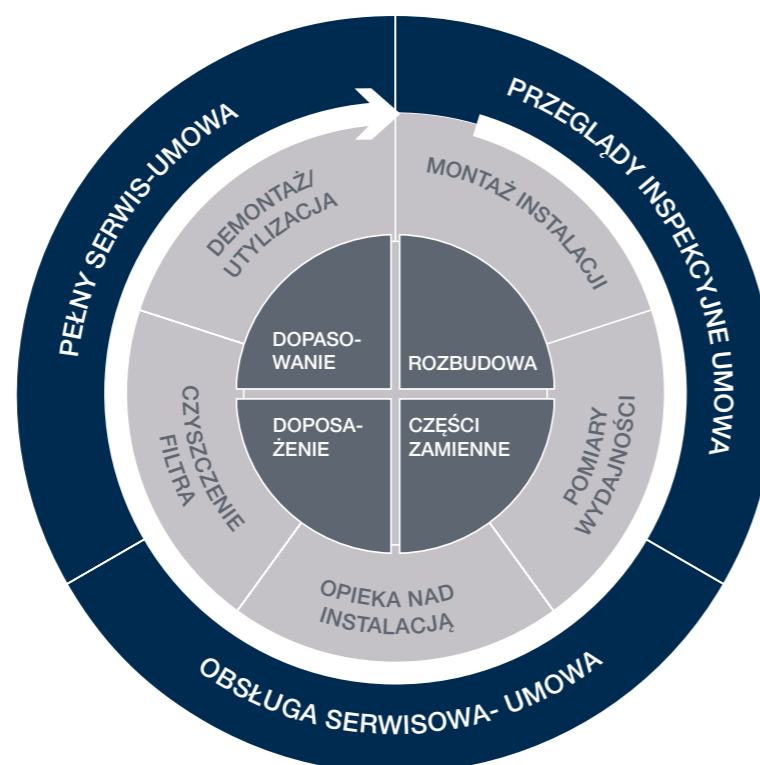 PEŁNY SERWIS-UMOWA
PRZEGLĄDY INSPEKCYJNE UMOWA
OBSŁUGA SERWISOWA- UMOWA
DEMONTAŻ/
UTYLIZACJA
MONTAŻ INSTALACJI
POMIARY
WYDAJNOŚCI
OPIEKA NAD
INSTALACJĄ
CZYSZCZENIE
FILTRA
DOPASO-
WANIE
ROZBUDOWA
DOPOSA-
ŻENIE
CZĘŚCI
ZAMIENNE